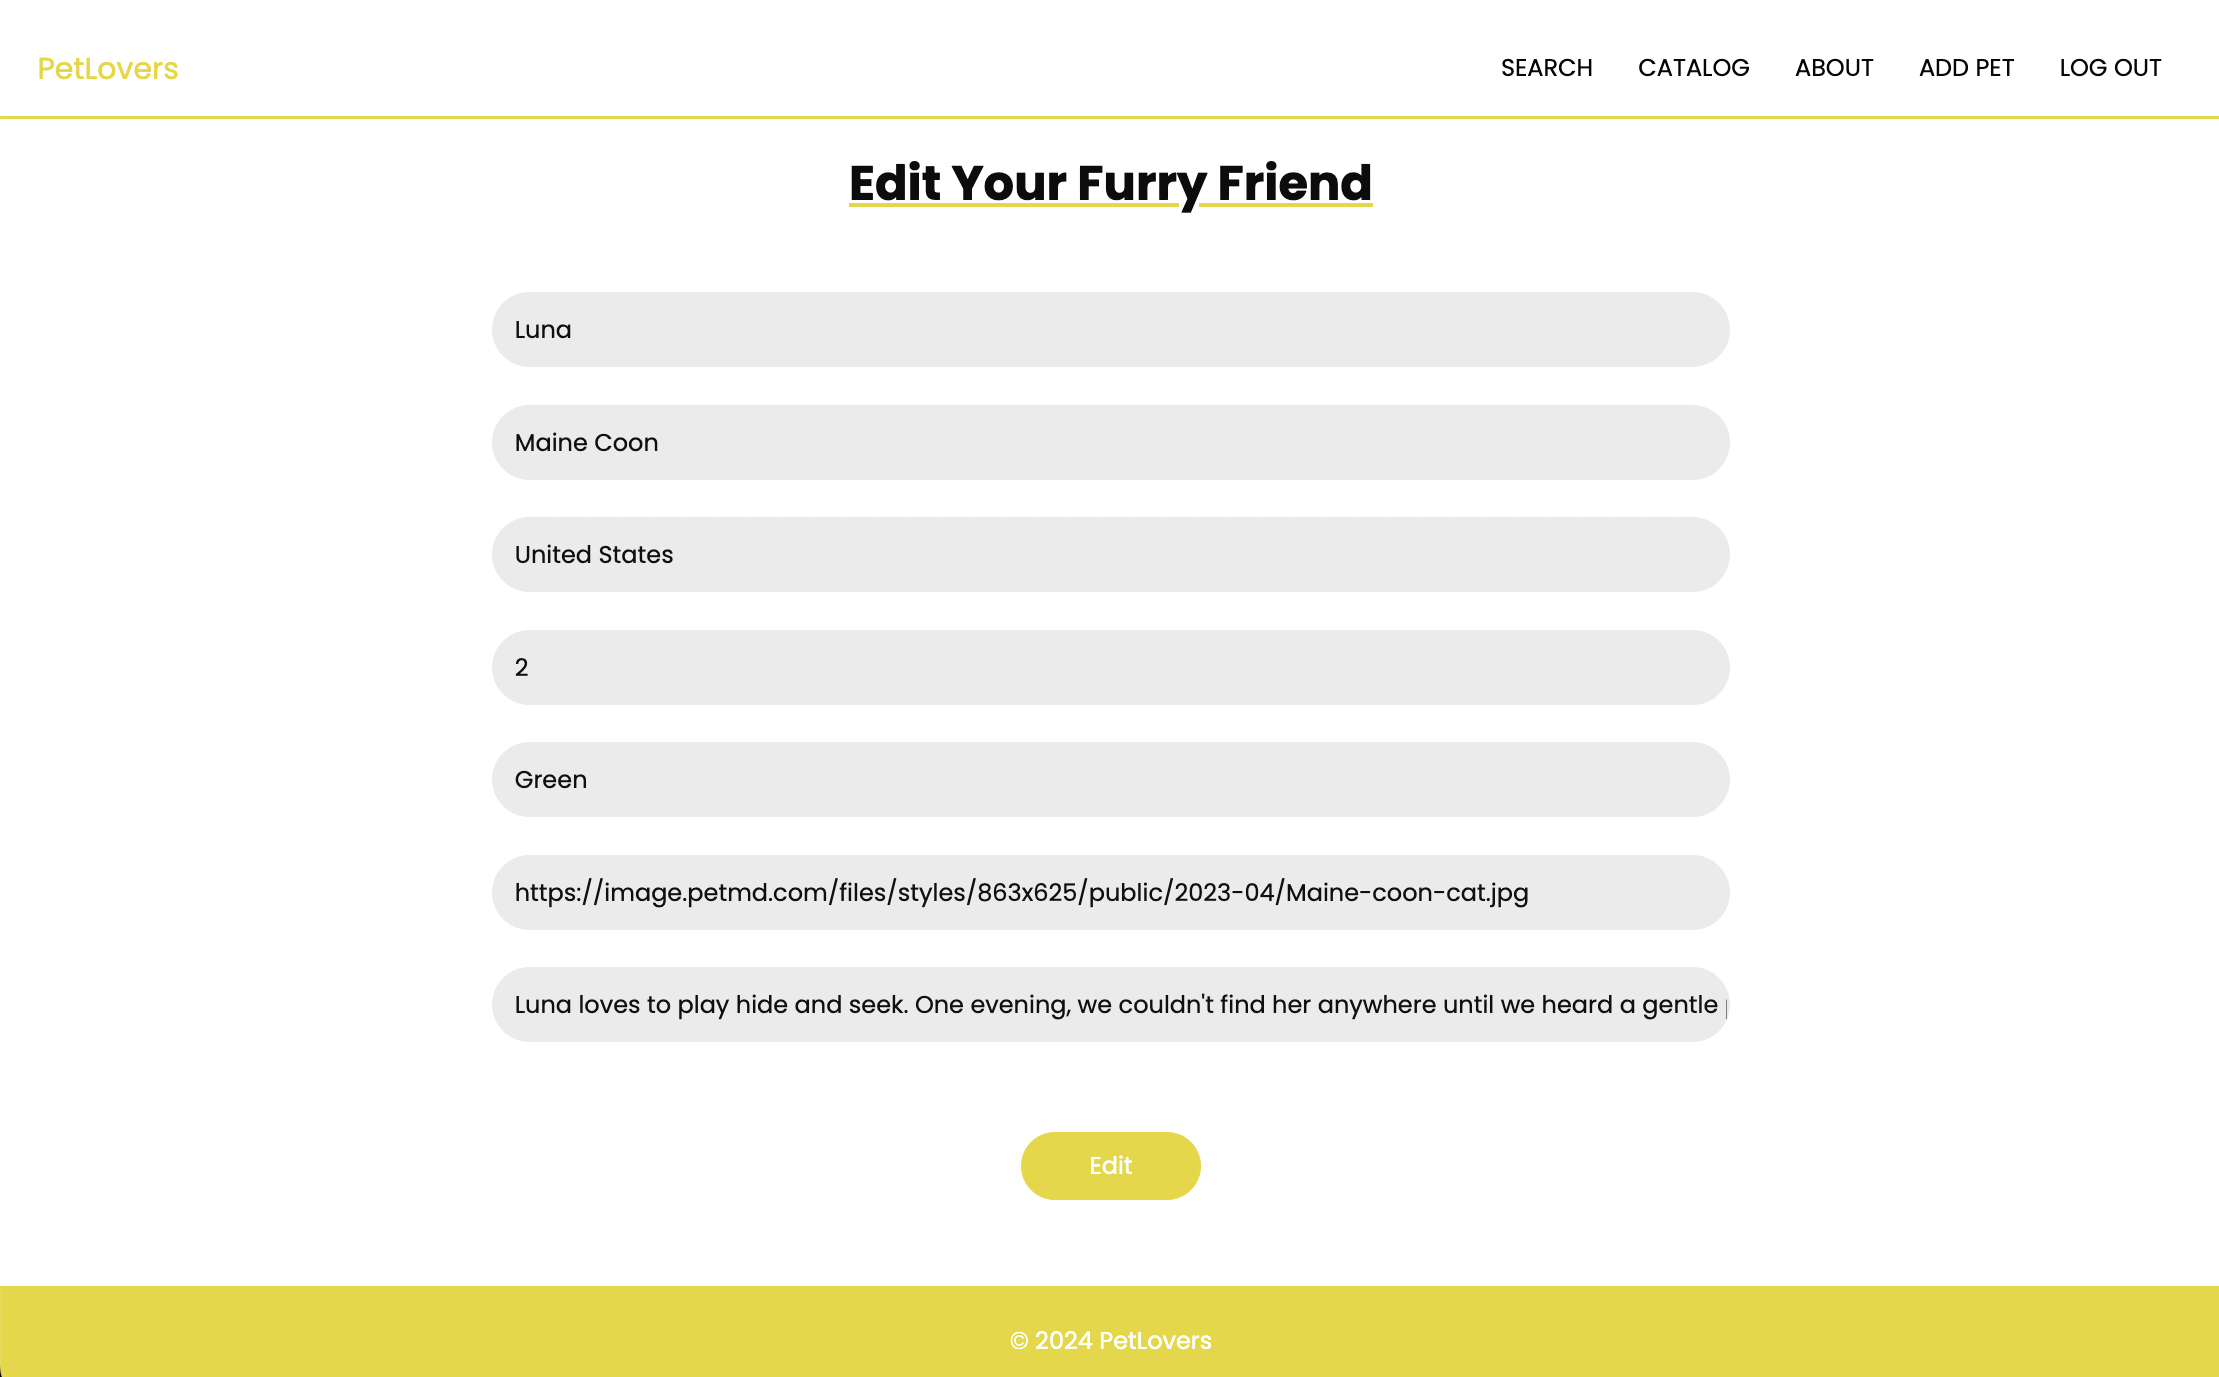 PetLovers
SEARCH CATALOG ABOUT ADD PET LOG OUT
Edit Your Furry Friend
Luna
Maine Coon
United States
2
Green
https://image.petmd.com/files/styles/863x625/public/2023-04/Maine-coon-cat.jpg
Luna loves to play hide and seek. One evening, we couldn't find her anywhere until we heard a gentle
Edit
© 2024 PetLovers